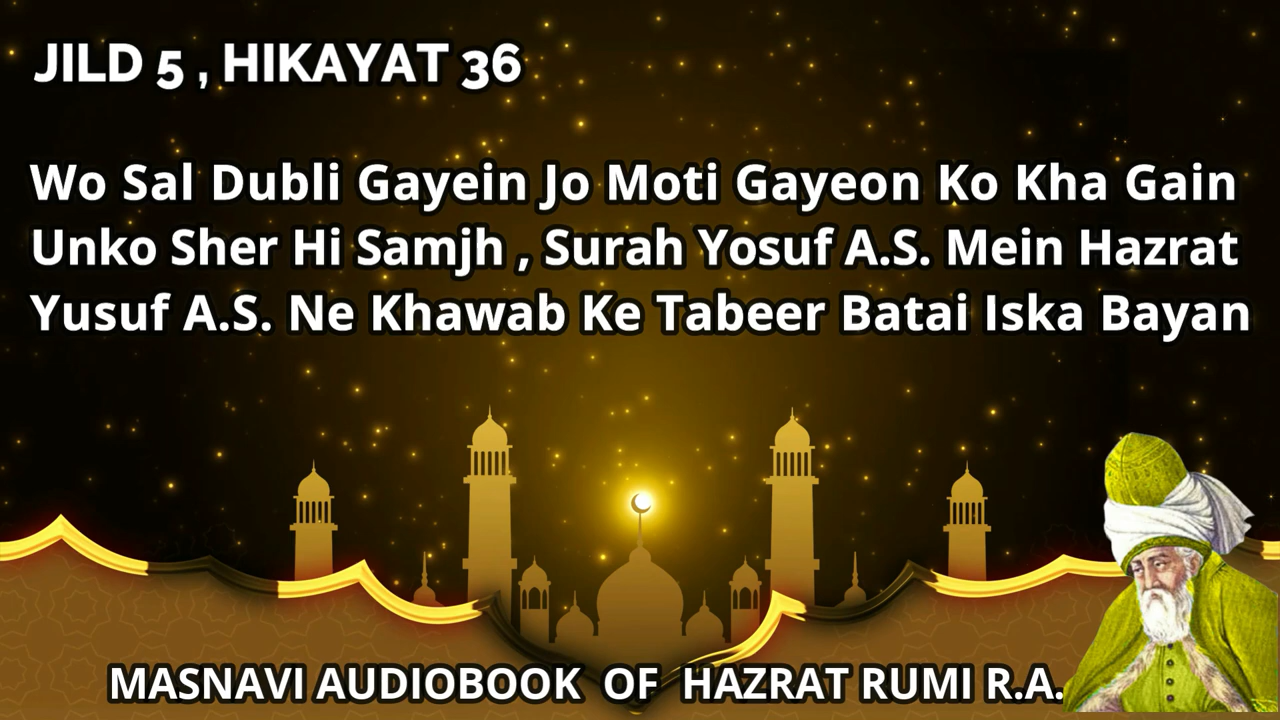 JILD 5 , HIKAYAT 36
Wo Sal Dubli Gayein Jo Moti Gayeon Ko Kha Gain
Unko Sher Hi Samjh , Surah Yosuf A.S. Mein Hazrat
Yusuf A.S. Ne Khawab Ke Tabeer Batai Iska Bayan
MASNAVI AUDIOBOOK OF HAZRAT RUMI R.A.